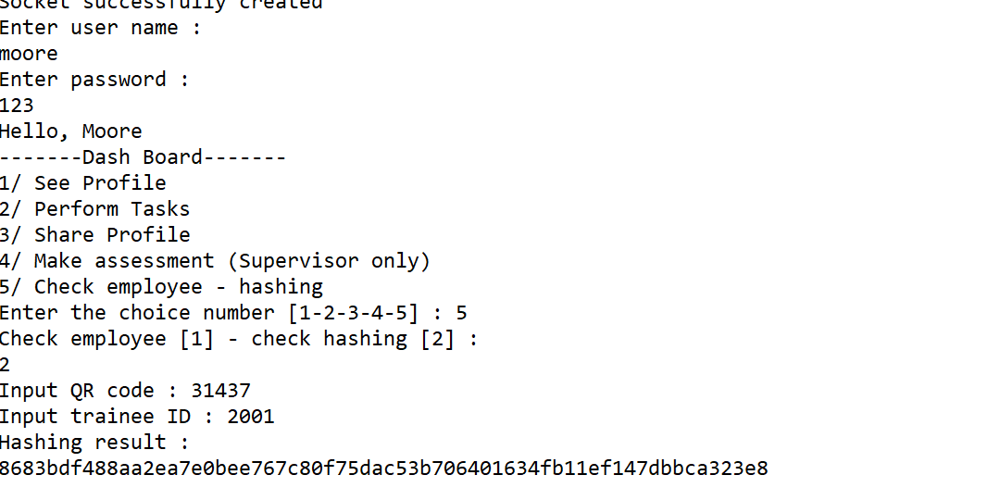 Socket successfully created
Enter user name :
moore
Enter password :
123
Hello, Moore
-------Dash Board-------
1/ See Profile
2/ Perform Tasks
3/ Share Profile
4/ Make assessment (Supervisor only)
5/ Check employee - hashing
Enter the choice number [1-2-3-4-5] : 5
Check employee [1] - check hashing [2] :
2
Input QR code : 31437
Input trainee ID : 2001
Hashing result :
8683bdf488aa2ea7e0bee767c80f75dac53b706401634fb11ef147dbbca323e8